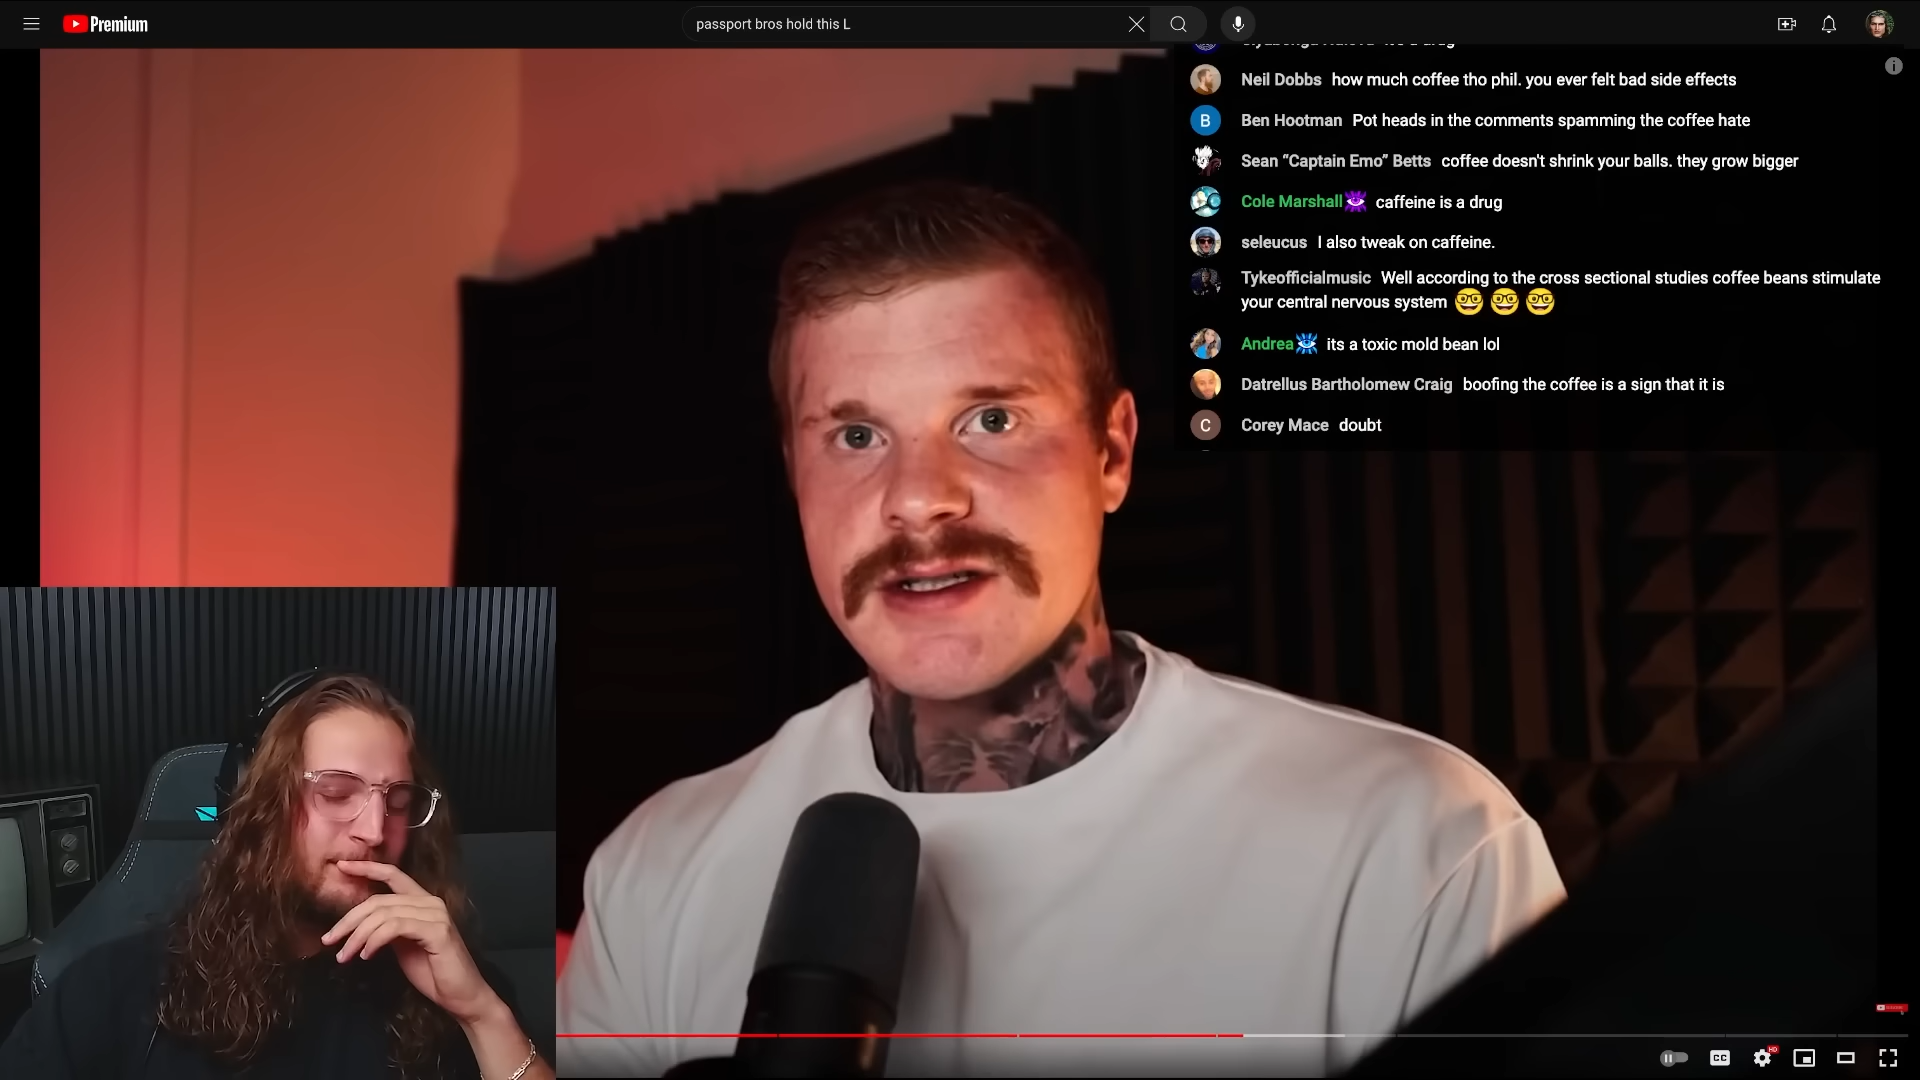 Premium
passport bros hold this L
Neil Dobbs how much coffee tho phil. you ever felt bad side effects
B Ben Hootman Pot heads in the comments spamming the coffee hate
Sean “Captain Emo” Betts coffee doesn't shrink your balls. they grow bigger
Cole Marshall caffeine is a drug
seleucus I also tweak on caffeine.
Tykeofficialmusic Well according to the cross sectional studies coffee beans stimulate
your central nervous system
Andrea its a toxic mold bean lol
Datrellus Bartholomew Craig boofing the coffee is a sign that it is
C Corey Mace doubt
CC
HD